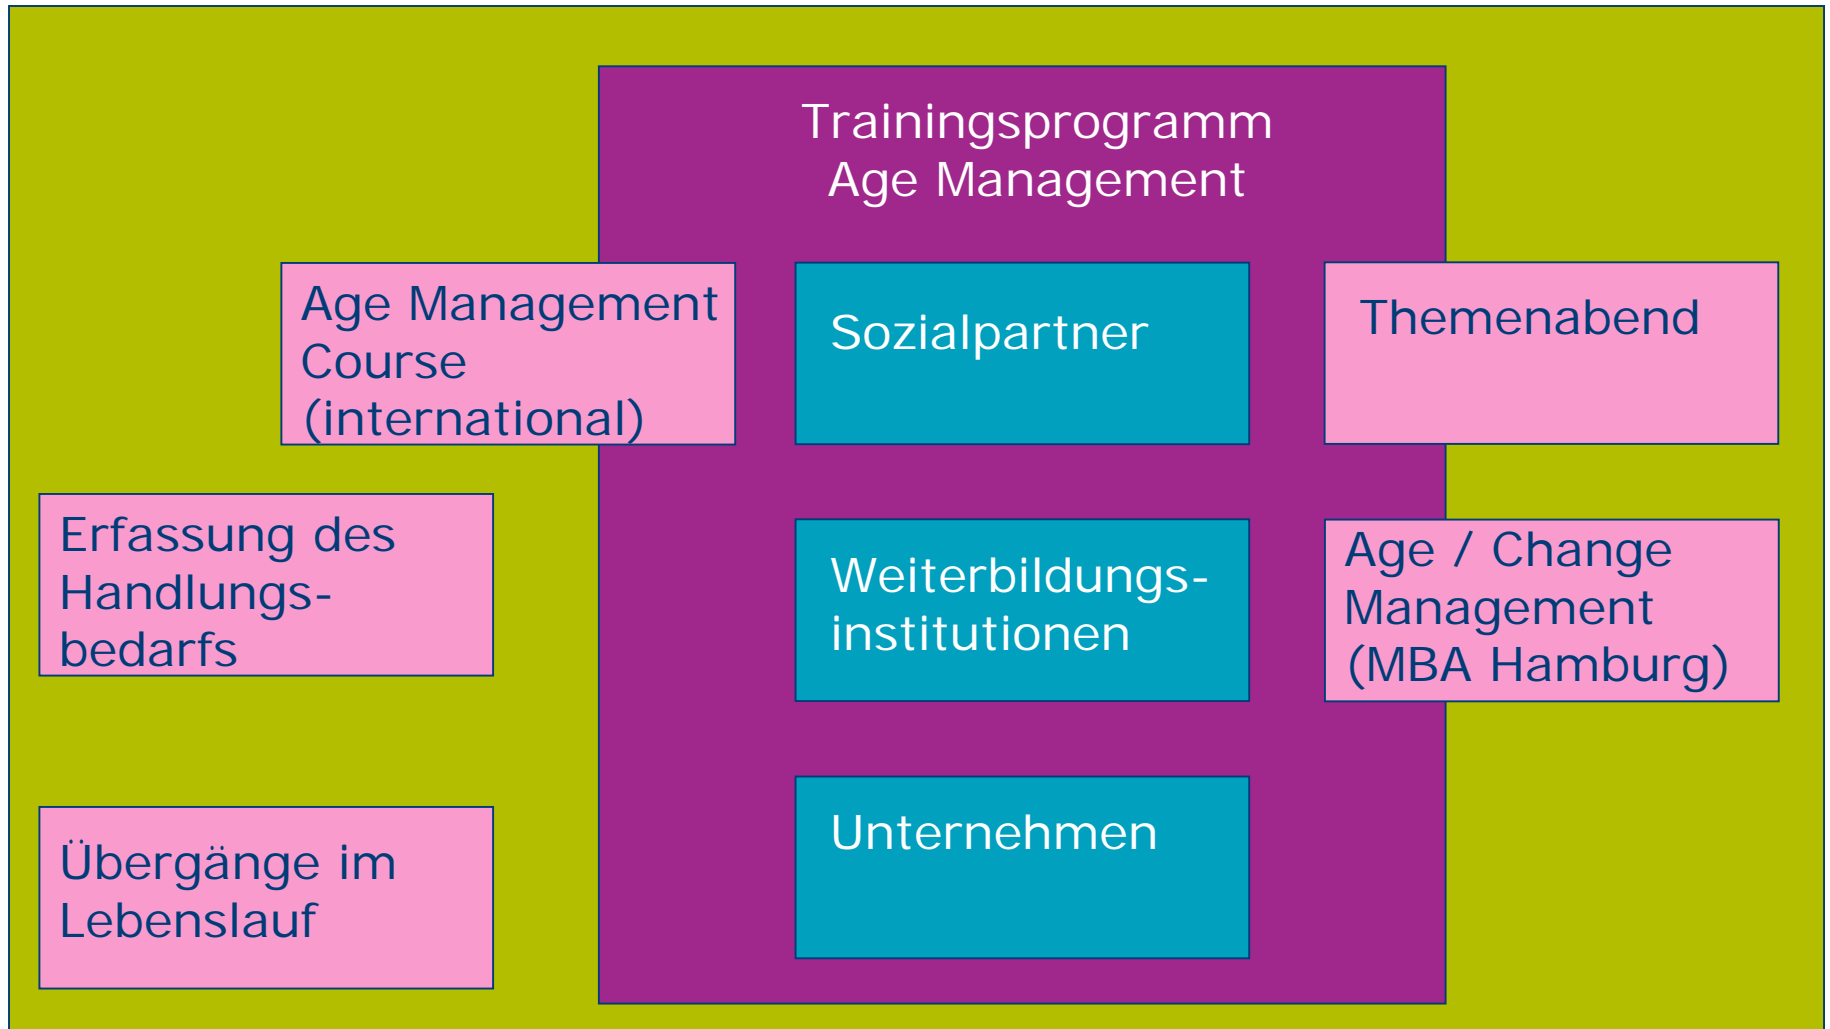 Trainingsprogramm
Age Management
Age Management
Course
(international)
Sozialpartner
Themenabend
Erfassung des
Handlungs-
bedarfs
Weiterbildungs-
institutionen
Age / Change
Management
(MBA Hamburg)
Übergänge im
Lebenslauf
Unternehmen